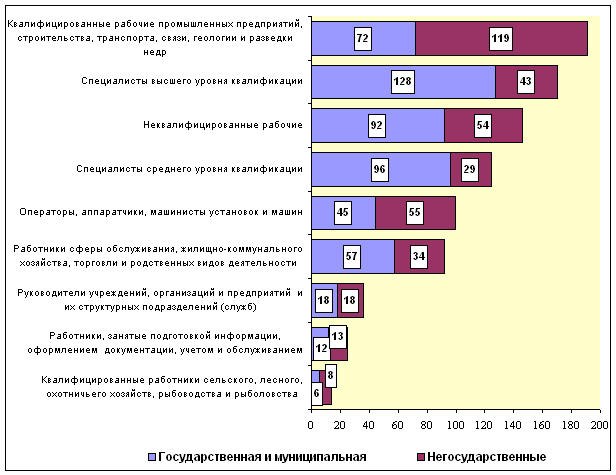 Квалифицированные рабочие промышленных предприятий,
строительства, транспорта, связи, геологии и разведки
недр
72
119
Специалисты высшего уровня квалификации
128
43
Неквалифицированные рабочие
92
54
Специалисты среднего уровня квалификации
96
29
Операторы, аппаратчики, машинисты установок и машин
45
55
Работники сферы обслуживания, жилищно-коммунального
хозяйства, торговли и родственных видов деятельности
57
34
Руководители учреждений, организаций и предприятий и
их структурных подразделений (служб)
18
18
Работники, занятые подготовкой информации,
оформлением документации, учетом и обслуживанием
12
13
Квалифицированные работники сельского, лесного,
охотничьего хозяйств, рыбоводства и рыболовства
6
8
0 20 40 60 80 100 120 140 160 180 200
Государственная и муниципальная Негосударственные